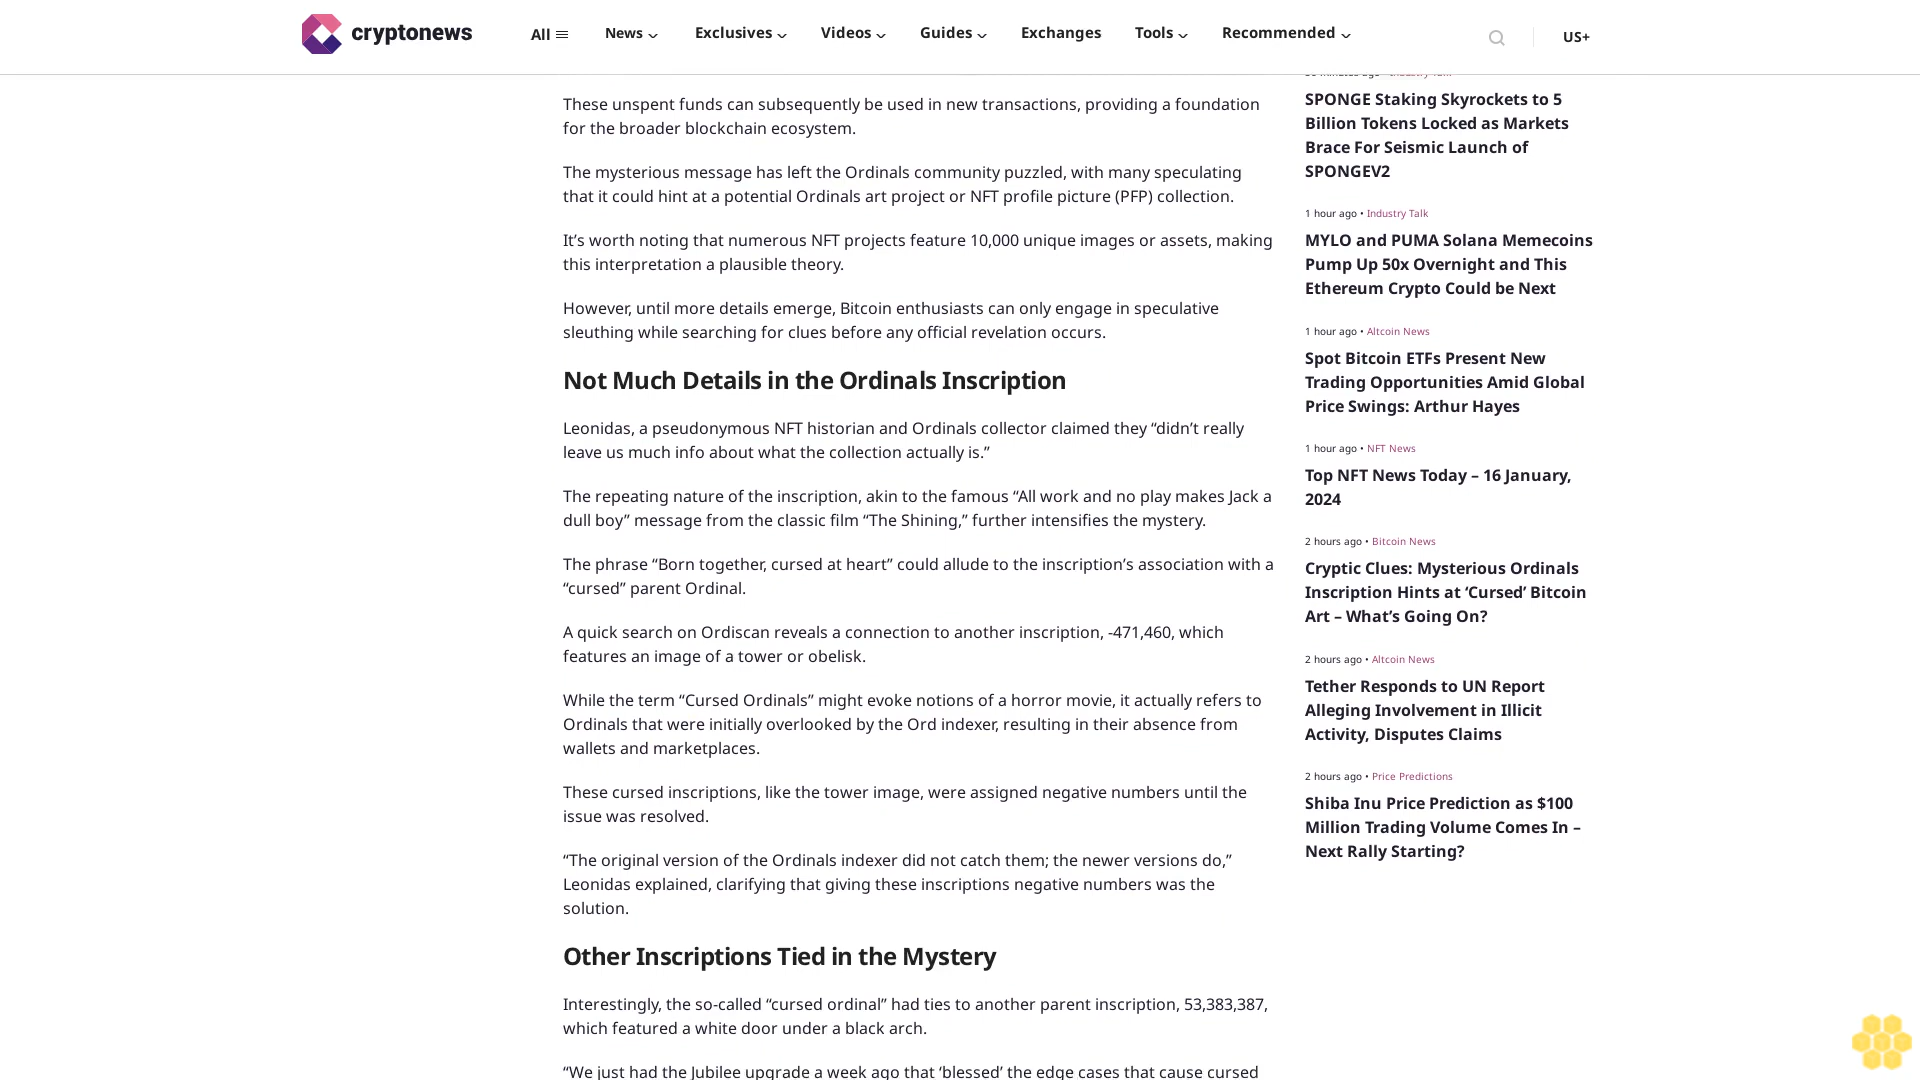 cryptonews
All
News
Exclusives
Videos
Guides
Exchanges
Tools
Recommended
US+
These unspent funds can subsequently be used in new transactions, providing a foundation
for the broader blockchain ecosystem.
The mysterious message has left the Ordinals community puzzled, with many speculating
that it could hint at a potential Ordinals art project or NFT profile picture (PFP) collection.
It’s worth noting that numerous NFT projects feature 10,000 unique images or assets, making
this interpretation a plausible theory.
However, until more details emerge, Bitcoin enthusiasts can only engage in speculative
sleuthing while searching for clues before any official revelation occurs.
Not Much Details in the Ordinals Inscription
Leonidas, a pseudonymous NFT historian and Ordinals collector claimed they “didn’t really
leave us much info about what the collection actually is.”
The repeating nature of the inscription, akin to the famous “All work and no play makes Jack a
dull boy” message from the classic film “The Shining,” further intensifies the mystery.
The phrase “Born together, cursed at heart” could allude to the inscription’s association with a
“cursed” parent Ordinal.
A quick search on Ordiscan reveals a connection to another inscription, -471,460, which
features an image of a tower or obelisk.
While the term “Cursed Ordinals” might evoke notions of a horror movie, it actually refers to
Ordinals that were initially overlooked by the Ord indexer, resulting in their absence from
wallets and marketplaces.
These cursed inscriptions, like the tower image, were assigned negative numbers until the
issue was resolved.
“The original version of the Ordinals indexer did not catch them; the newer versions do,”
Leonidas explained, clarifying that giving these inscriptions negative numbers was the
solution.
Other Inscriptions Tied in the Mystery
Interestingly, the so-called “cursed ordinal” had ties to another parent inscription, 53,383,387,
which featured a white door under a black arch.
“We just had the Jubilee upgrade a week ago that ‘blessed’ the edge cases that cause cursed
SPONGE Staking Skyrockets to 5
Billion Tokens Locked as Markets
Brace For Seismic Launch of
SPONGEV2
1 hour ago • Industry Talk
MYLO and PUMA Solana Memecoins
Pump Up 50x Overnight and This
Ethereum Crypto Could be Next
1 hour ago • Altcoin News
Spot Bitcoin ETFs Present New
Trading Opportunities Amid Global
Price Swings: Arthur Hayes
1 hour ago • NFT News
Top NFT News Today – 16 January,
2024
2 hours ago • Bitcoin News
Cryptic Clues: Mysterious Ordinals
Inscription Hints at ‘Cursed’ Bitcoin
Art – What’s Going On?
2 hours ago • Altcoin News
Tether Responds to UN Report
Alleging Involvement in Illicit
Activity, Disputes Claims
2 hours ago • Price Predictions
Shiba Inu Price Prediction as $100
Million Trading Volume Comes In –
Next Rally Starting?